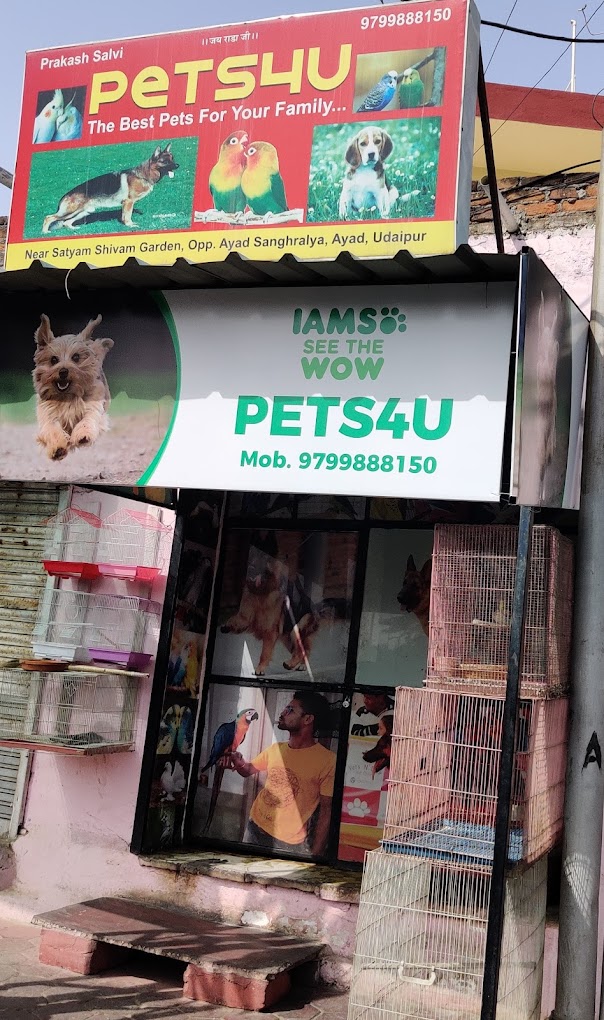 ।। जय राडा जी ।।
9799888150
Prakash Salvi
PETS4U
The Best Pets For Your Family...
Near Satyam Shivam Garden, Opp. Ayad Sanghralya, Ayad, Udaipur
IAMS
SEE THE
WOW
PETS4U
Mob. 9799888150
A